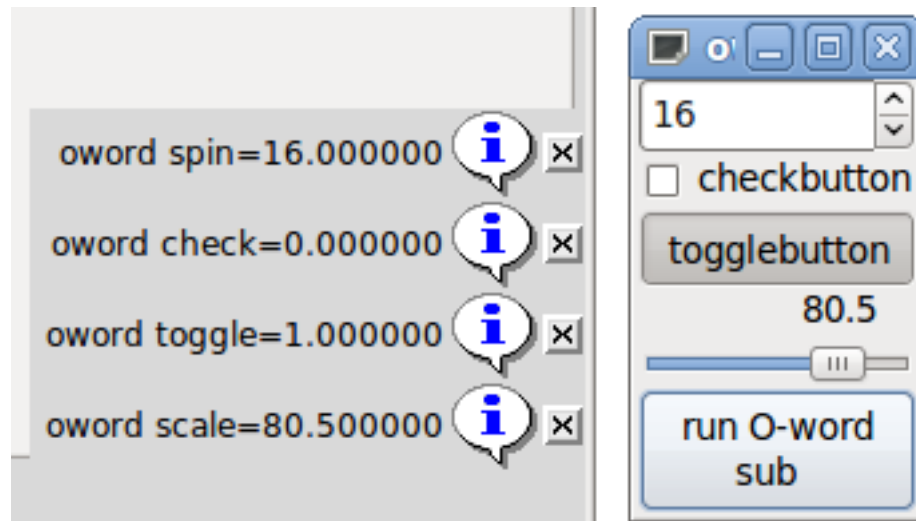 oword spin=16.000000
oword check=0.000000
oword toggle=1.000000
oword scale=80.500000
16
checkbutton
togglebutton
80.5
run O-word
sub